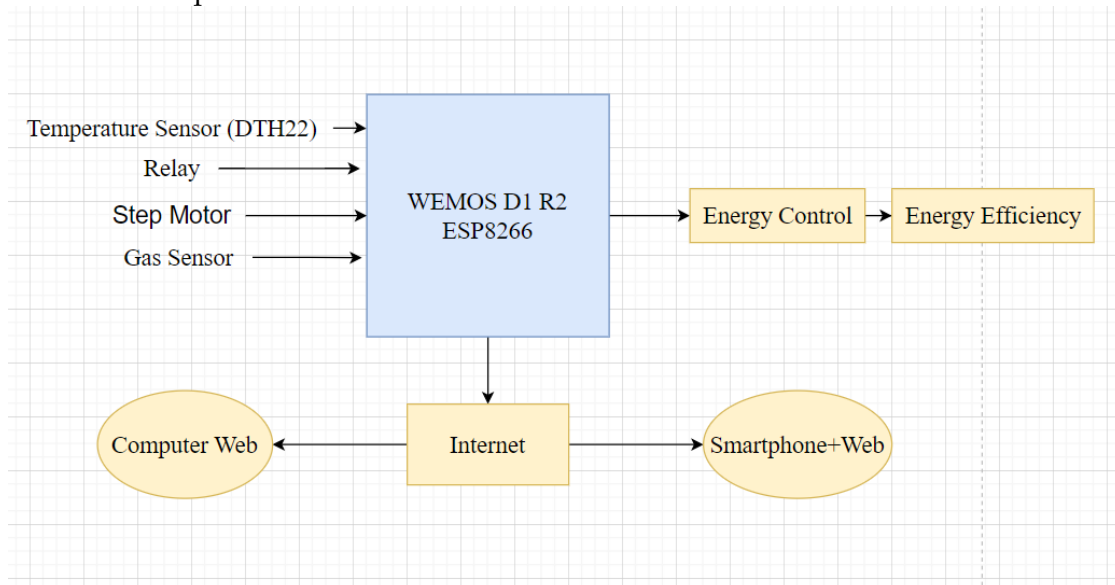 Temperature Sensor (DTH22)
Relay
Step Motor
Gas Sensor
WEMOS D1 R2
ESP8266
Energy Control
Energy Efficiency
Computer Web
Internet
Smartphone+Web